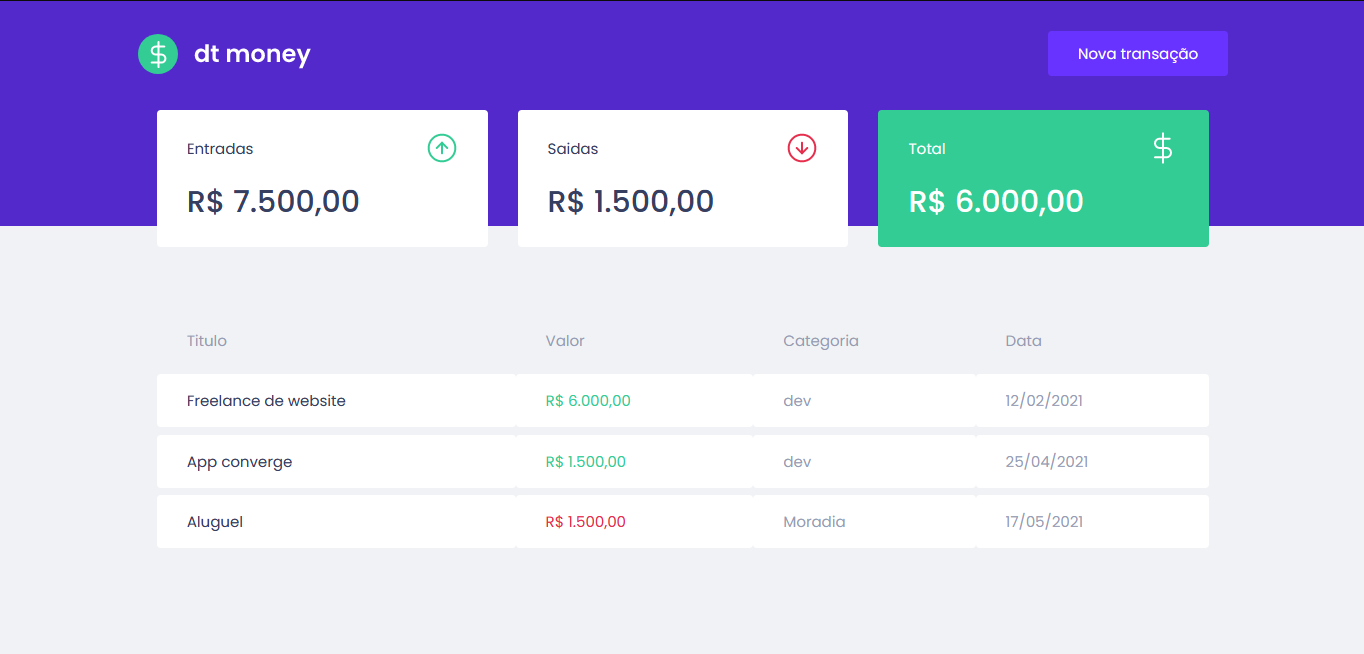 dt money
Nova transação
Entradas
R$ 7.500,00
Saidas
R$ 1.500,00
Total
$
R$ 6.000,00
Titulo Valor Categoria Data
Freelance de website R$ 6.000,00 dev 12/02/2021
App converge R$ 1.500,00 dev 25/04/2021
Aluguel R$ 1.500,00 Moradia 17/05/2021